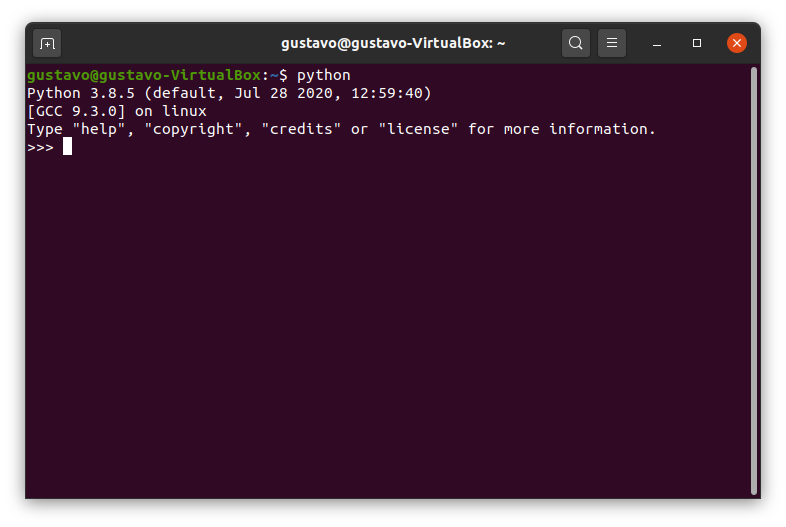 gustavo@gustavo-VirtualBox: ~
gustavo@gustavo-VirtualBox:~$ python
Python 3.8.5 (default, Jul 28 2020, 12:59:40)
[GCC 9.3.0] on linux
Type "help", "copyright", "credits" or "license" for more information.
>>>